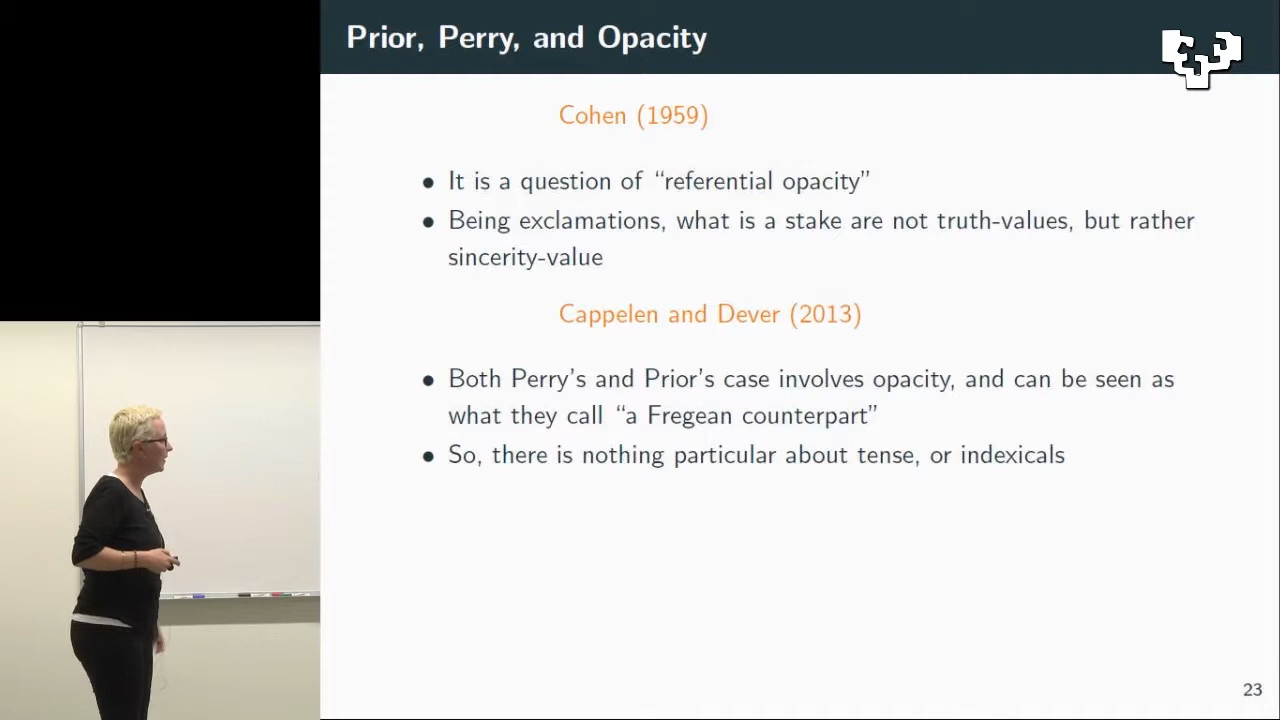 Prior, Perry, and Opacity
Cohen (1959)
• It is a question of “referential opacity”
• Being exclamations, what is a stake are not truth-values, but rather
sincerity-value
Cappelen and Dever (2013)
• Both Perry’s and Prior’s case involves opacity, and can be seen as
what they call “a Fregean counterpart”
• So, there is nothing particular about tense, or indexicals
23